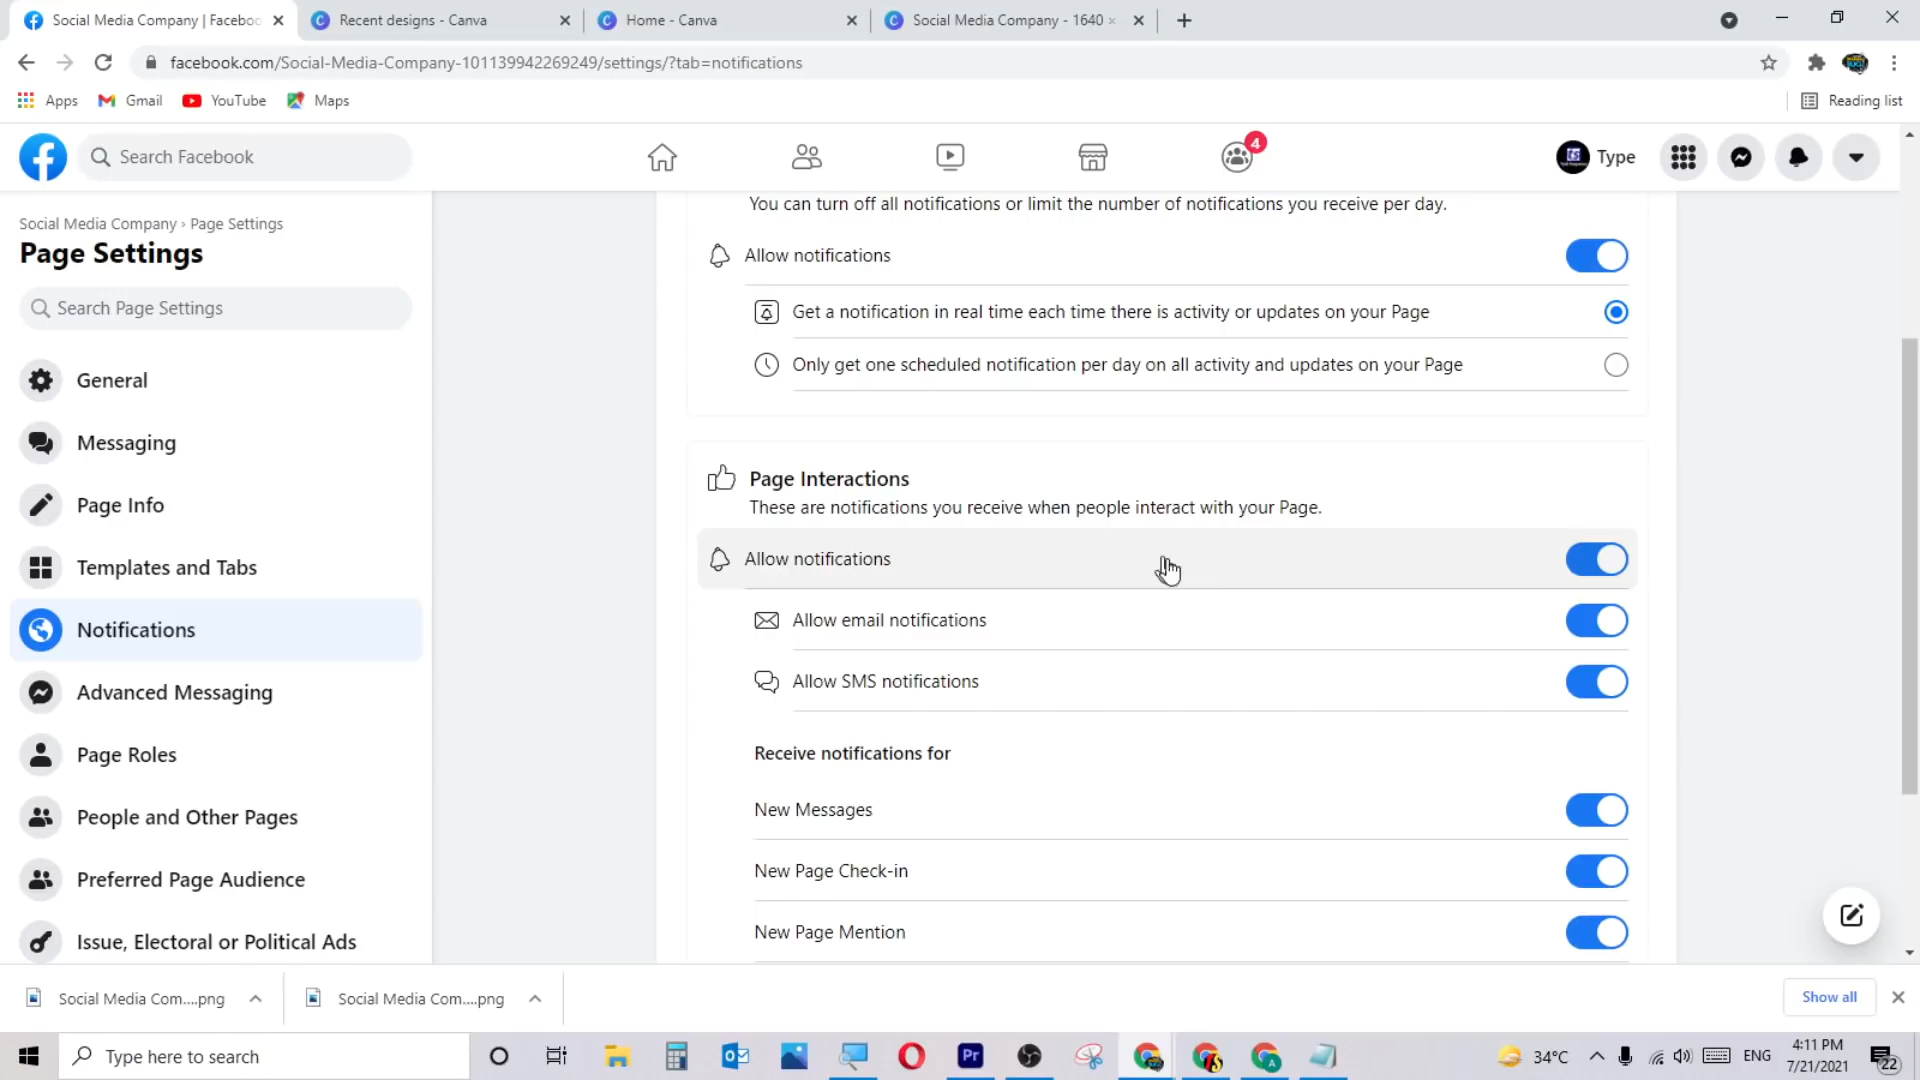 Social Media Company | Faceboo
Recent designs - Canva
Home - Canva
Social Media Company - 1640
facebook.com/Social-Media-Company-101139942269249/settings/?tab=notifications
Apps
Gmail
YouTube
Maps
Reading list
Search Facebook
4
Type
Social Media Company › Page Settings
Page Settings
Search Page Settings
General
Messaging
Page Info
Templates and Tabs
Notifications
Advanced Messaging
Page Roles
People and Other Pages
Preferred Page Audience
Issue, Electoral or Political Ads
You can turn off all notifications or limit the number of notifications you receive per day.
Allow notifications
Get a notification in real time each time there is activity or updates on your Page
Only get one scheduled notification per day on all activity and updates on your Page
Page Interactions
These are notifications you receive when people interact with your Page.
Allow notifications
Allow email notifications
Allow SMS notifications
Receive notifications for
New Messages
New Page Check-in
New Page Mention
Social Media Com....png
Social Media Com....png
Show all
Type here to search
Pr
34°C
ENG
4:11 PM
7/21/2021
22